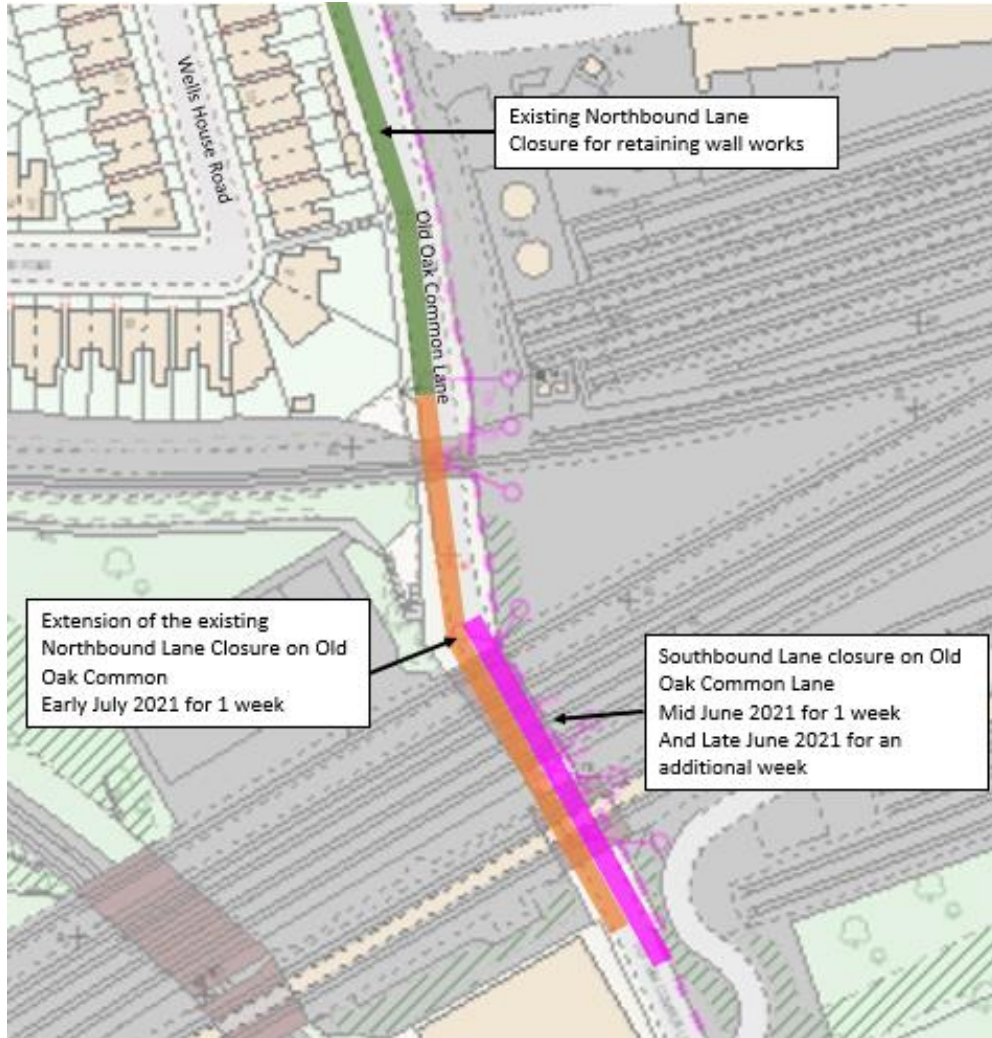 Existing Northbound Lane
Closure for retaining wall works
Wells House Road
Old Oak Common Lane
Extension of the existing
Northbound Lane Closure on Old
Oak Common
Early July 2021 for 1 week
Southbound Lane closure on Old
Oak Common Lane
Mid June 2021 for 1 week
And Late June 2021 for an
additional week